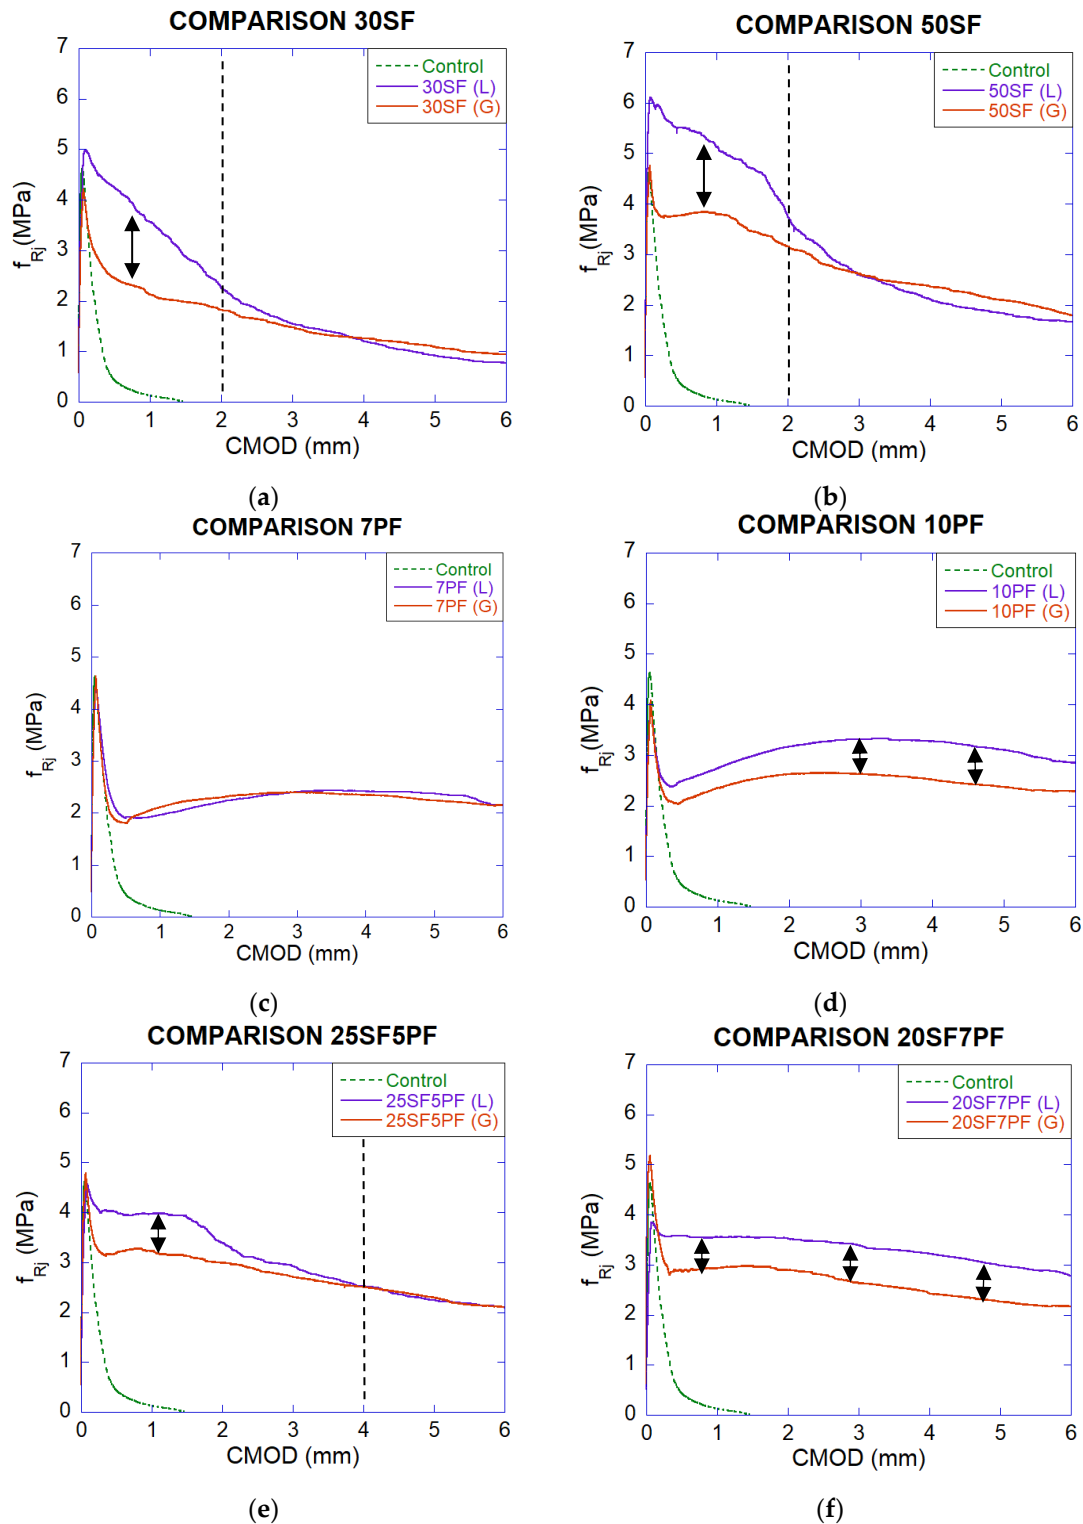 COMPARISON 30SF
7
6
5
4
3
2
1
0
f_Rj (MPa)
Control
30SF (L)
30SF (G)
0 1 2 3 4 5 6
CMOD (mm)
(a)
COMPARISON 50SF
7
6
5
4
3
2
1
0
f_Rj (MPa)
Control
50SF (L)
50SF (G)
0 1 2 3 4 5 6
CMOD (mm)
(b)
COMPARISON 7PF
7
6
5
4
3
2
1
0
f_Rj (MPa)
Control
7PF (L)
7PF (G)
0 1 2 3 4 5 6
CMOD (mm)
(c)
COMPARISON 10PF
7
6
5
4
3
2
1
0
f_Rj (MPa)
Control
10PF (L)
10PF (G)
0 1 2 3 4 5 6
CMOD (mm)
(d)
COMPARISON 25SF5PF
7
6
5
4
3
2
1
0
f_Rj (MPa)
Control
25SF5PF (L)
25SF5PF (G)
0 1 2 3 4 5 6
CMOD (mm)
(e)
COMPARISON 20SF7PF
7
6
5
4
3
2
1
0
f_Rj (MPa)
Control
20SF7PF (L)
20SF7PF (G)
0 1 2 3 4 5 6
CMOD (mm)
(f)